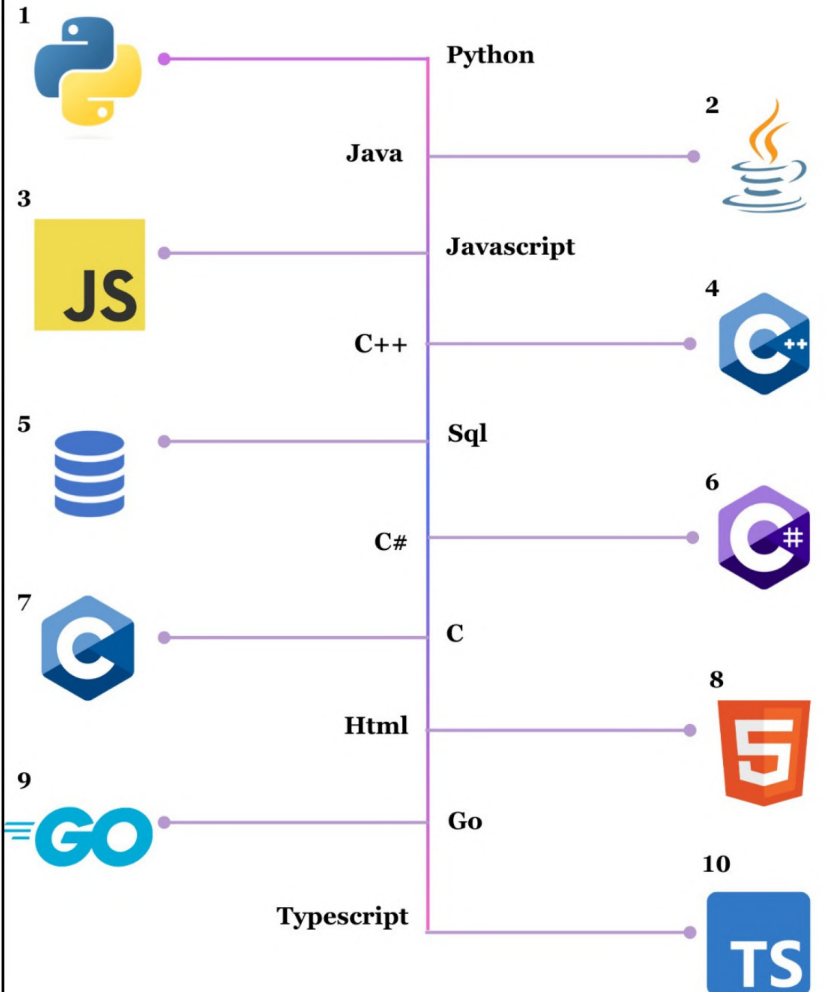 1
Python
2
Java
3
JS
Javascript
4
C++
C++
5
Sql
6
C#
C#
7
C
C
8
5
Html
9
GO
Go
10
Typescript
TS